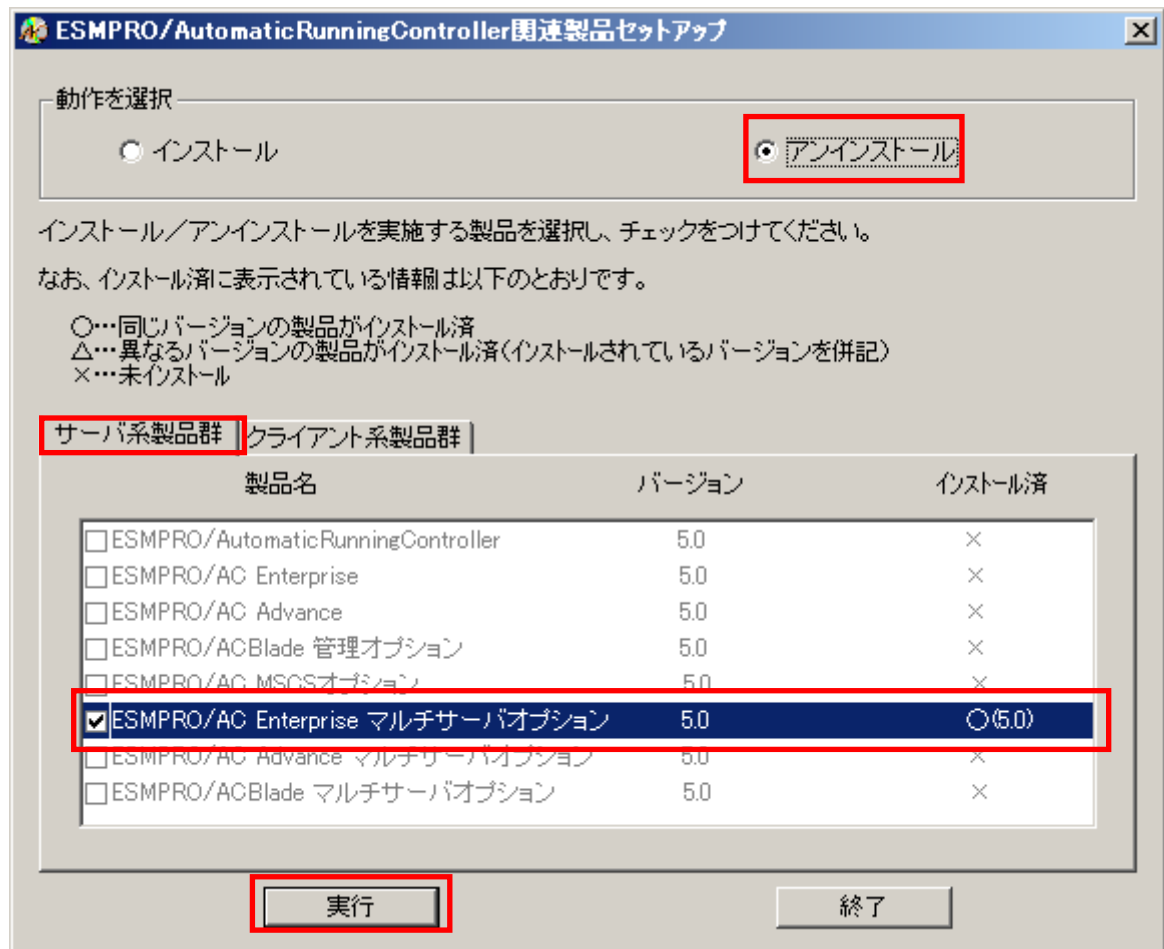 ESMPRO/AutomaticRunningController関連製品セットアップ
動作を選択
インストール アンインストール
インストール／アンインストールを実施する製品を選択し、チェックをつけてください。
なお、インストール済に表示されている情報は以下のとおりです。
○…同じバージョンの製品がインストール済
△…異なるバージョンの製品がインストール済(インストールされているバージョンを併記)
×…未インストール
サーバ系製品群 クライアント系製品群
製品名 バージョン インストール済
ESMPRO/AutomaticRunningController 5.0 ×
ESMPRO/AC Enterprise 5.0 ×
ESMPRO/AC Advance 5.0 ×
ESMPRO/ACBlade 管理オプション 5.0 ×
ESMPRO/AC MSCSオプション 5.0 ×
ESMPRO/AC Enterprise マルチサーバオプション 5.0 ○(5.0)
ESMPRO/AC Advance マルチサーバオプション 5.0 ×
ESMPRO/ACBlade マルチサーバオプション 5.0 ×
実行 終了